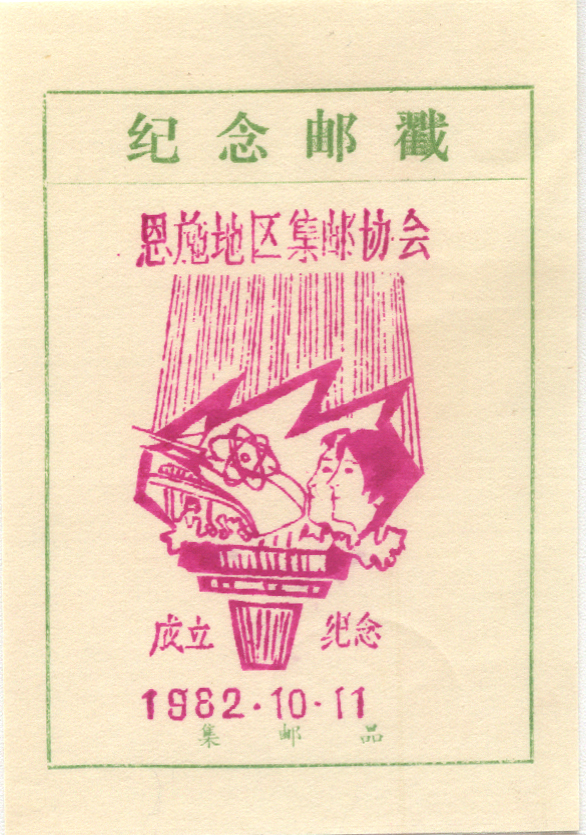 纪念邮戳
恩施地区集邮协会
成立 纪念
1982·10·11
集邮品